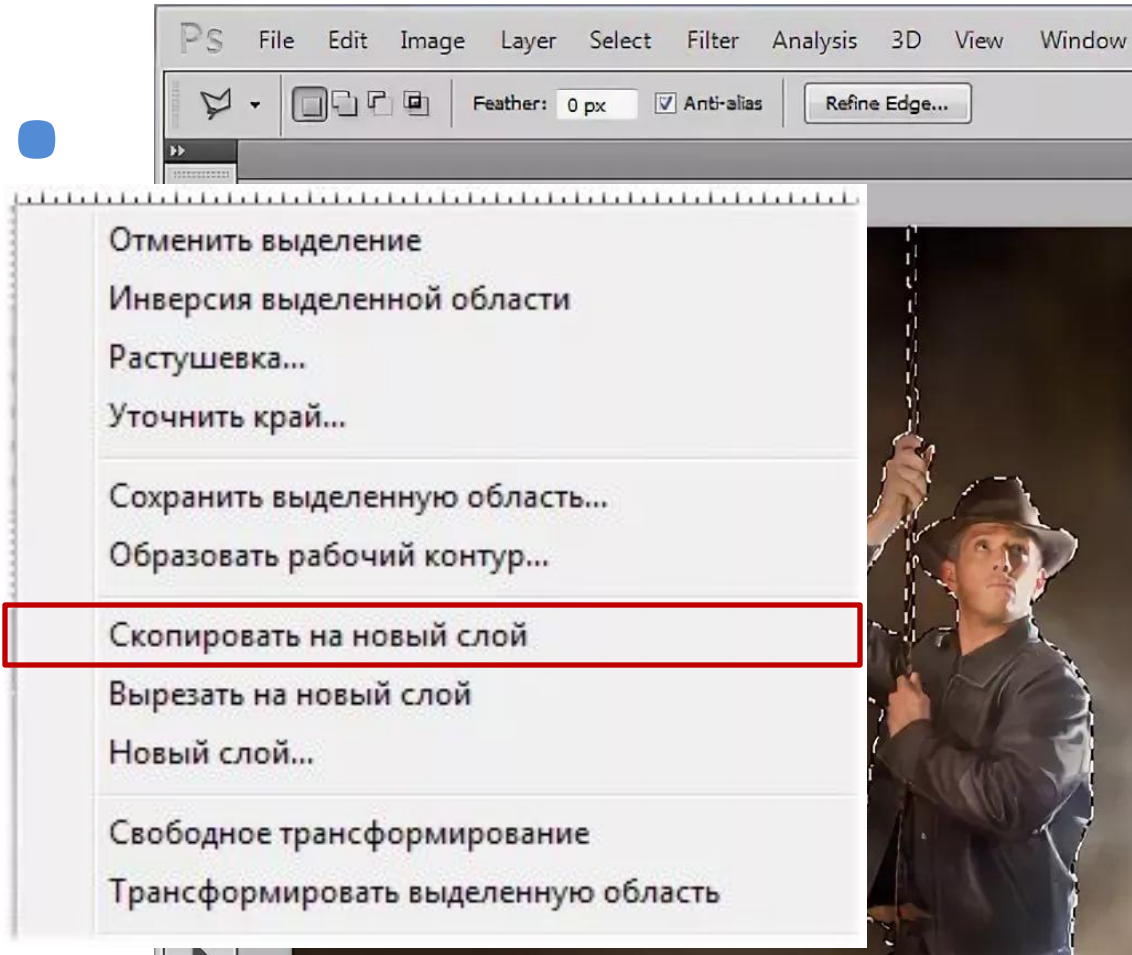 Ps File Edit Image Layer Select Filter Analysis 3D View Window
Feather: 0 px Anti-alias Refine Edge...
Отменить выделение
Инверсия выделенной области
Растушевка...
Уточнить край...
Сохранить выделенную область...
Образовать рабочий контур...
Скопировать на новый слой
Вырезать на новый слой
Новый слой...
Свободное трансформирование
Трансформировать выделенную область